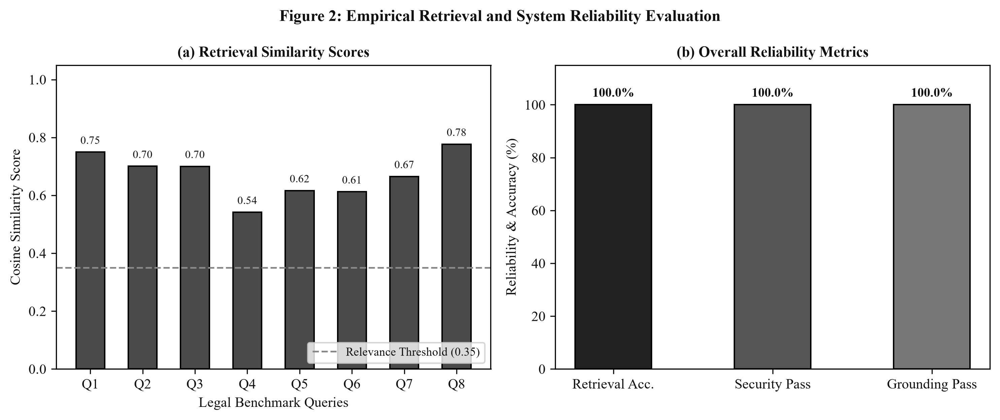 Figure 2: Empirical Retrieval and System Reliability Evaluation
(a) Retrieval Similarity Scores
Cosine Similarity Score
1.0
0.8
0.6
0.4
0.2
0.0
0.75
0.70
0.70
0.54
0.62
0.61
0.67
0.78
Relevance Threshold (0.35)
Q1 Q2 Q3 Q4 Q5 Q6 Q7 Q8
Legal Benchmark Queries
(b) Overall Reliability Metrics
Reliability & Accuracy (%)
100
80
60
40
20
0
100.0% 100.0% 100.0%
Retrieval Acc. Security Pass Grounding Pass